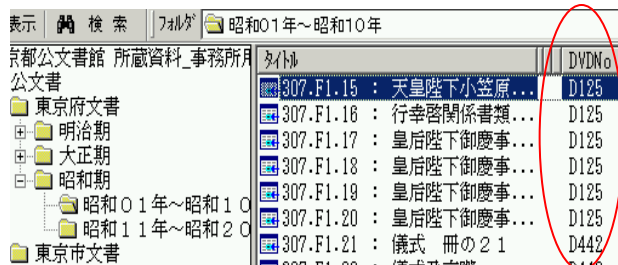 表示 検 索 フォルダ 昭和01年～昭和10年
京都公文書館 所蔵資料_事務所用
公文書
東京府文書
明治期
大正期
昭和期
昭和０１年～昭和１０
昭和１１年～昭和２０
東京市文書
タイトル DVDNo
307.F1.15 ： 天皇陛下小笠原... D125
307.F1.16 ： 行幸啓関係書類... D125
307.F1.17 ： 皇后陛下御慶事... D125
307.F1.18 ： 皇后陛下御慶事... D125
307.F1.19 ： 皇后陛下御慶事... D125
307.F1.20 ： 皇后陛下御慶事... D125
307.F1.21 ： 儀式 冊の２１ D442